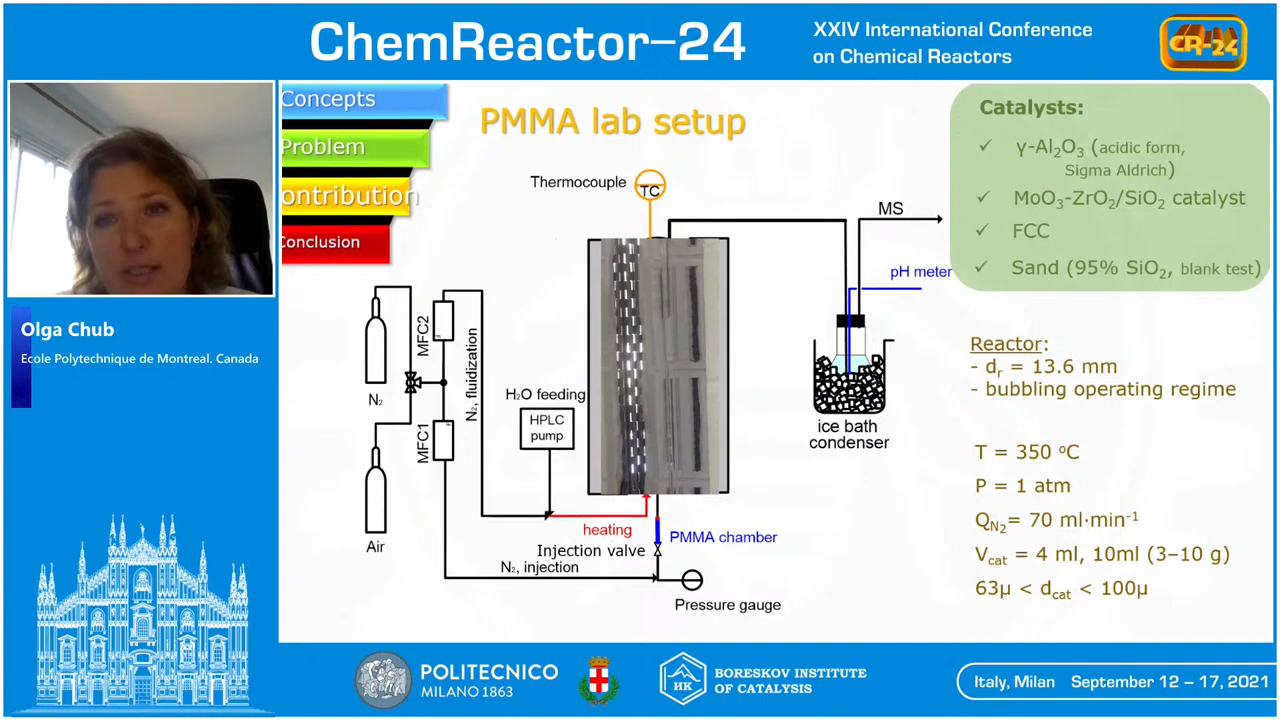 ChemReactor-24
XXIV International Conference
on Chemical Reactors
CR-24
Concepts
Problem
ontribution
Conclusion
PMMA lab setup
Catalysts:
✓ γ-Al₂O₃ (acidic form,
Sigma Aldrich)
✓ MoO₃-ZrO₂/SiO₂ catalyst
✓ FCC
✓ Sand (95% SiO₂, blank test)
Thermocouple
TC
MS
pH meter
Olga Chub
Ecole Polytechnique de Montreal. Canada
MFC2
N₂, fluidization
N₂
H₂O feeding
HPLC
pump
MFC1
Air
ice bath
condenser
heating
PMMA chamber
Injection valve
N₂, injection
Pressure gauge
Reactor:
- dᵣ = 13.6 mm
- bubbling operating regime
T = 350 °C
P = 1 atm
Q_N₂ = 70 ml·min⁻¹
V_cat = 4 ml, 10ml (3–10 g)
63µ < d_cat < 100µ
POLITECNICO
MILANO 1863
НК
BORESKOV INSTITUTE
OF CATALYSIS
Italy, Milan September 12 – 17, 2021